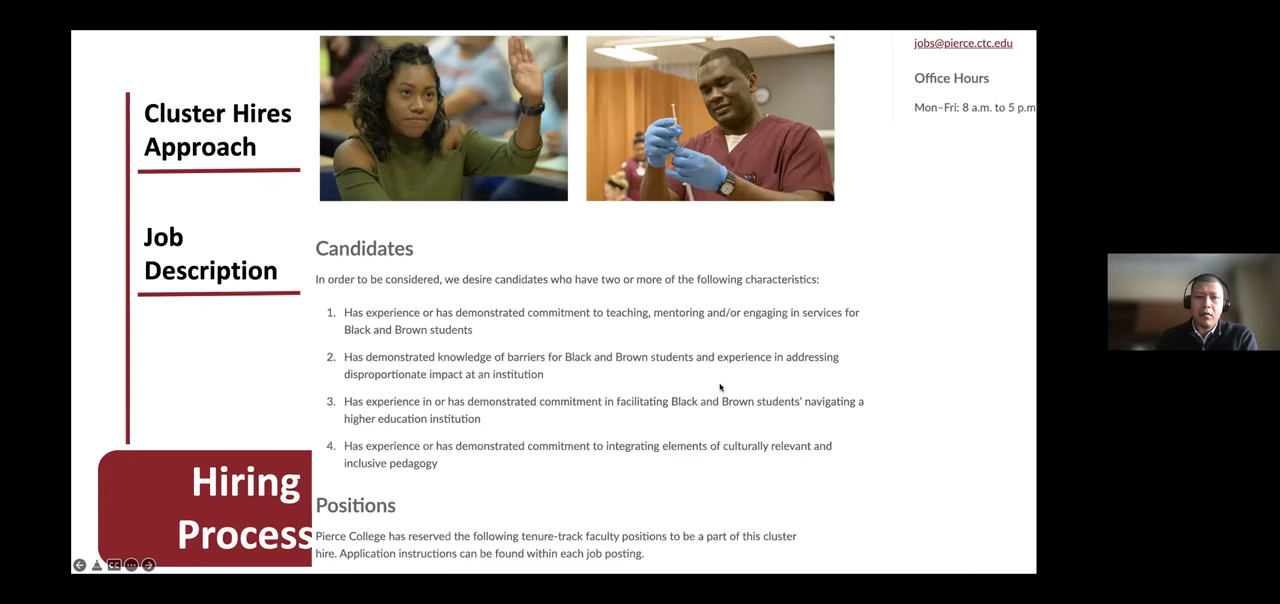 Cluster Hires
Approach
Job
Description
Hiring
Process
jobs@pierce.ctc.edu
Office Hours
Mon–Fri: 8 a.m. to 5 p.m
Candidates
In order to be considered, we desire candidates who have two or more of the following characteristics:
1. Has experience or has demonstrated commitment to teaching, mentoring and/or engaging in services for
Black and Brown students
2. Has demonstrated knowledge of barriers for Black and Brown students and experience in addressing
disproportionate impact at an institution
3. Has experience in or has demonstrated commitment in facilitating Black and Brown students' navigating a
higher education institution
4. Has experience or has demonstrated commitment to integrating elements of culturally relevant and
inclusive pedagogy
Positions
Pierce College has reserved the following tenure-track faculty positions to be a part of this cluster
hire. Application instructions can be found within each job posting.
CC